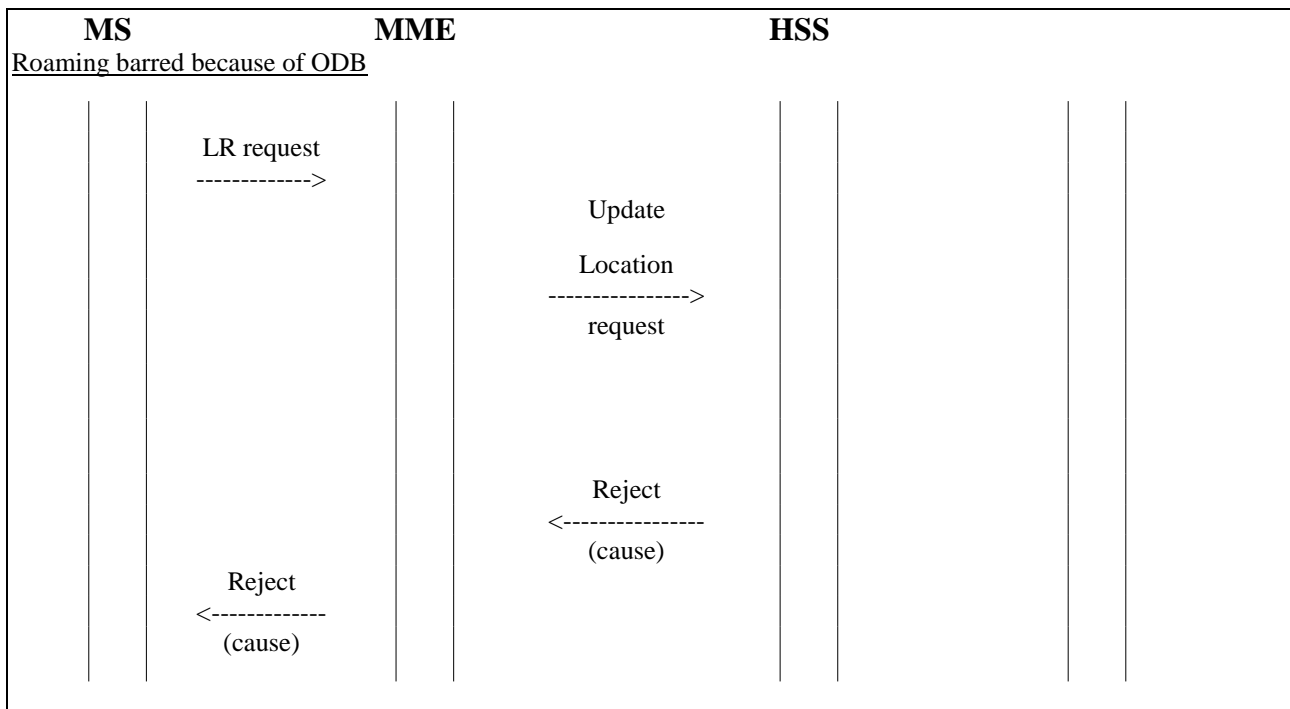 MS MME HSS
Roaming barred because of ODB
LR request
------------->
Update
Location
----------------->
request
Reject
<----------------
(cause)
Reject
<-------------
(cause)